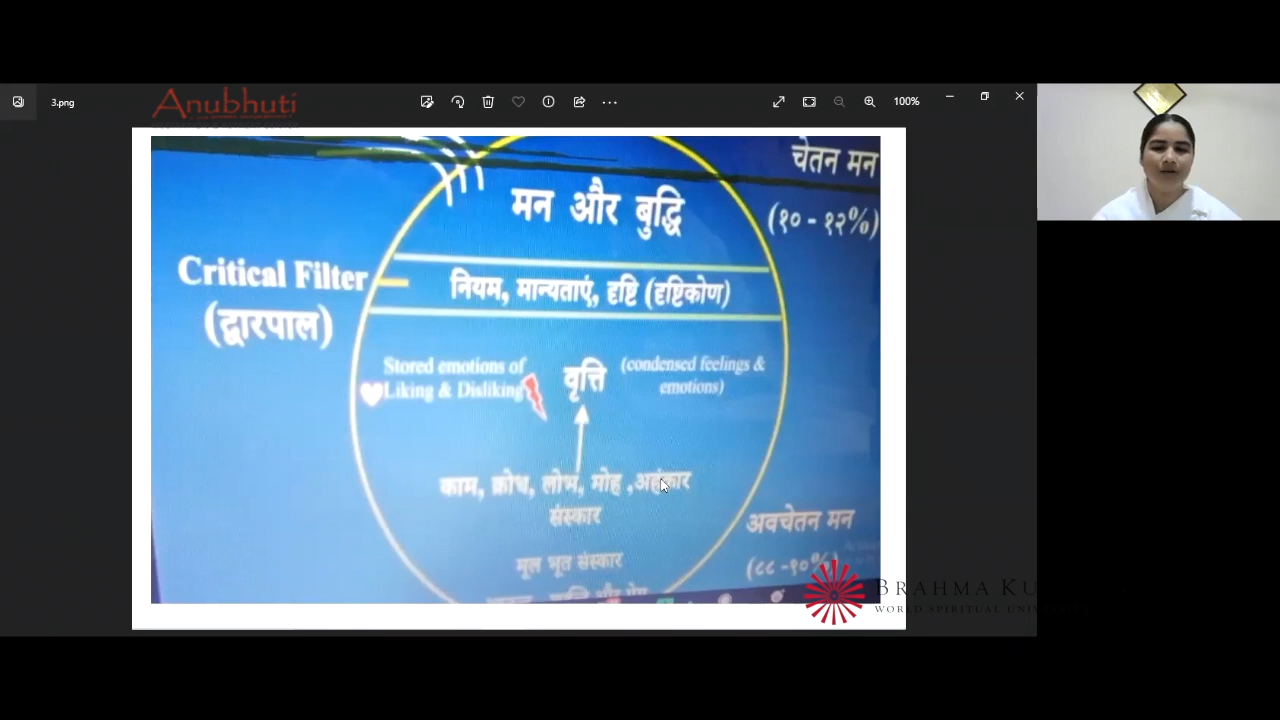 3.png
Anubhuti
100%
चेतन मन
(१० - १२%)
मन और बुद्धि
Critical Filter
(द्वारपाल)
नियम, मान्यताएं, दृष्टि (दृष्टिकोण)
Stored emotions of
Liking & Disliking
वृत्ति
(condensed feelings &
emotions)
काम, क्रोध, लोभ, मोह ,अहंकार
संस्कार
मूल भूत संस्कार
अवचेतन मन
(८८ -९०%)
BRAHMA KU
WORLD SPIRITUAL